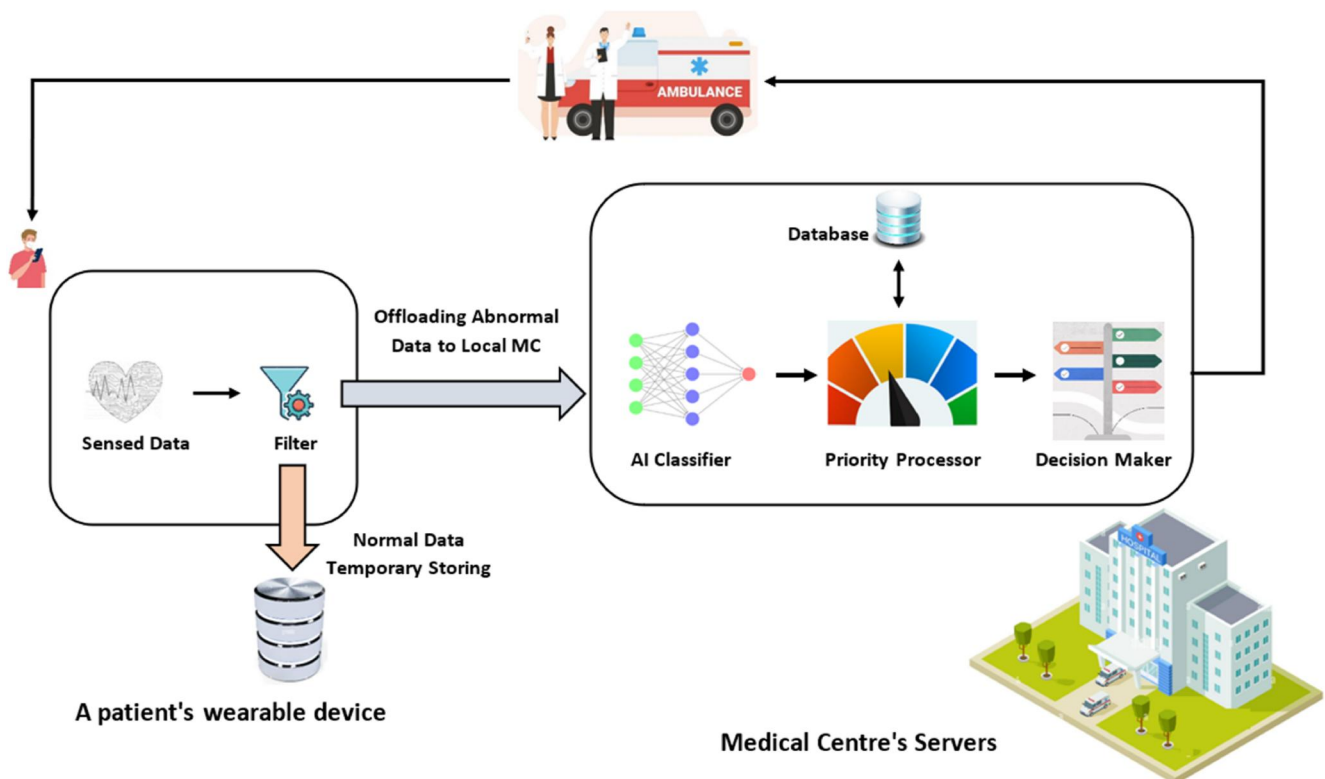 AMBULANCE
Database
Offloading Abnormal
Data to Local MC
Sensed Data
Filter
AI Classifier
Priority Processor
Decision Maker
Normal Data
Temporary Storing
HOSPITAL
A patient's wearable device
Medical Centre's Servers